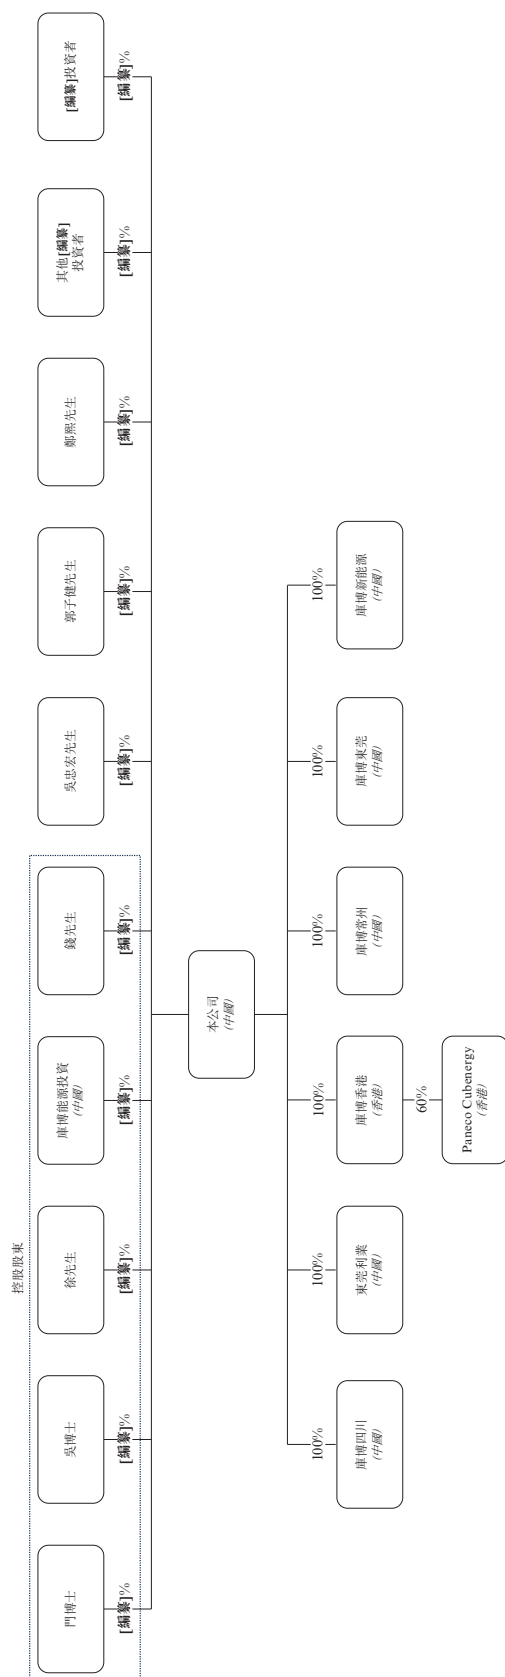 控股股東
門博士
吳博士
徐先生
庫博能源投資
(中國)
錢先生
吳忠宏先生
郭子健先生
鄭熙先生
其他[編纂]
投資者
[編纂]投資者
[編纂]%
[編纂]%
[編纂]%
[編纂]%
[編纂]%
[編纂]%
[編纂]%
[編纂]%
[編纂]%
[編纂]%
本公司
(中國)
100%
100%
100%
100%
100%
100%
庫博四川
(中國)
東莞利業
(中國)
庫博香港
(香港)
庫博常州
(中國)
庫博東莞
(中國)
庫博新能源
(中國)
60%
Paneco Cubenergy
(香港)